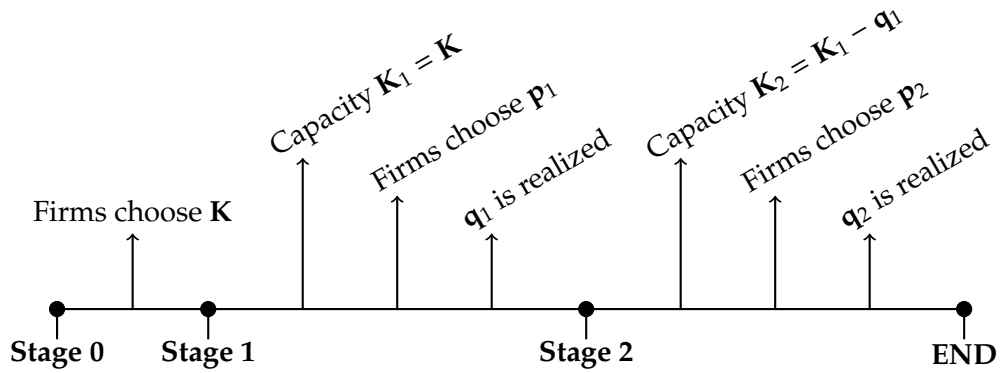 Firms choose K
Capacity K₁ = K
Firms choose p₁
q₁ is realized
Capacity K₂ = K₁ − q₁
Firms choose p₂
q₂ is realized
Stage 0
Stage 1
Stage 2
END